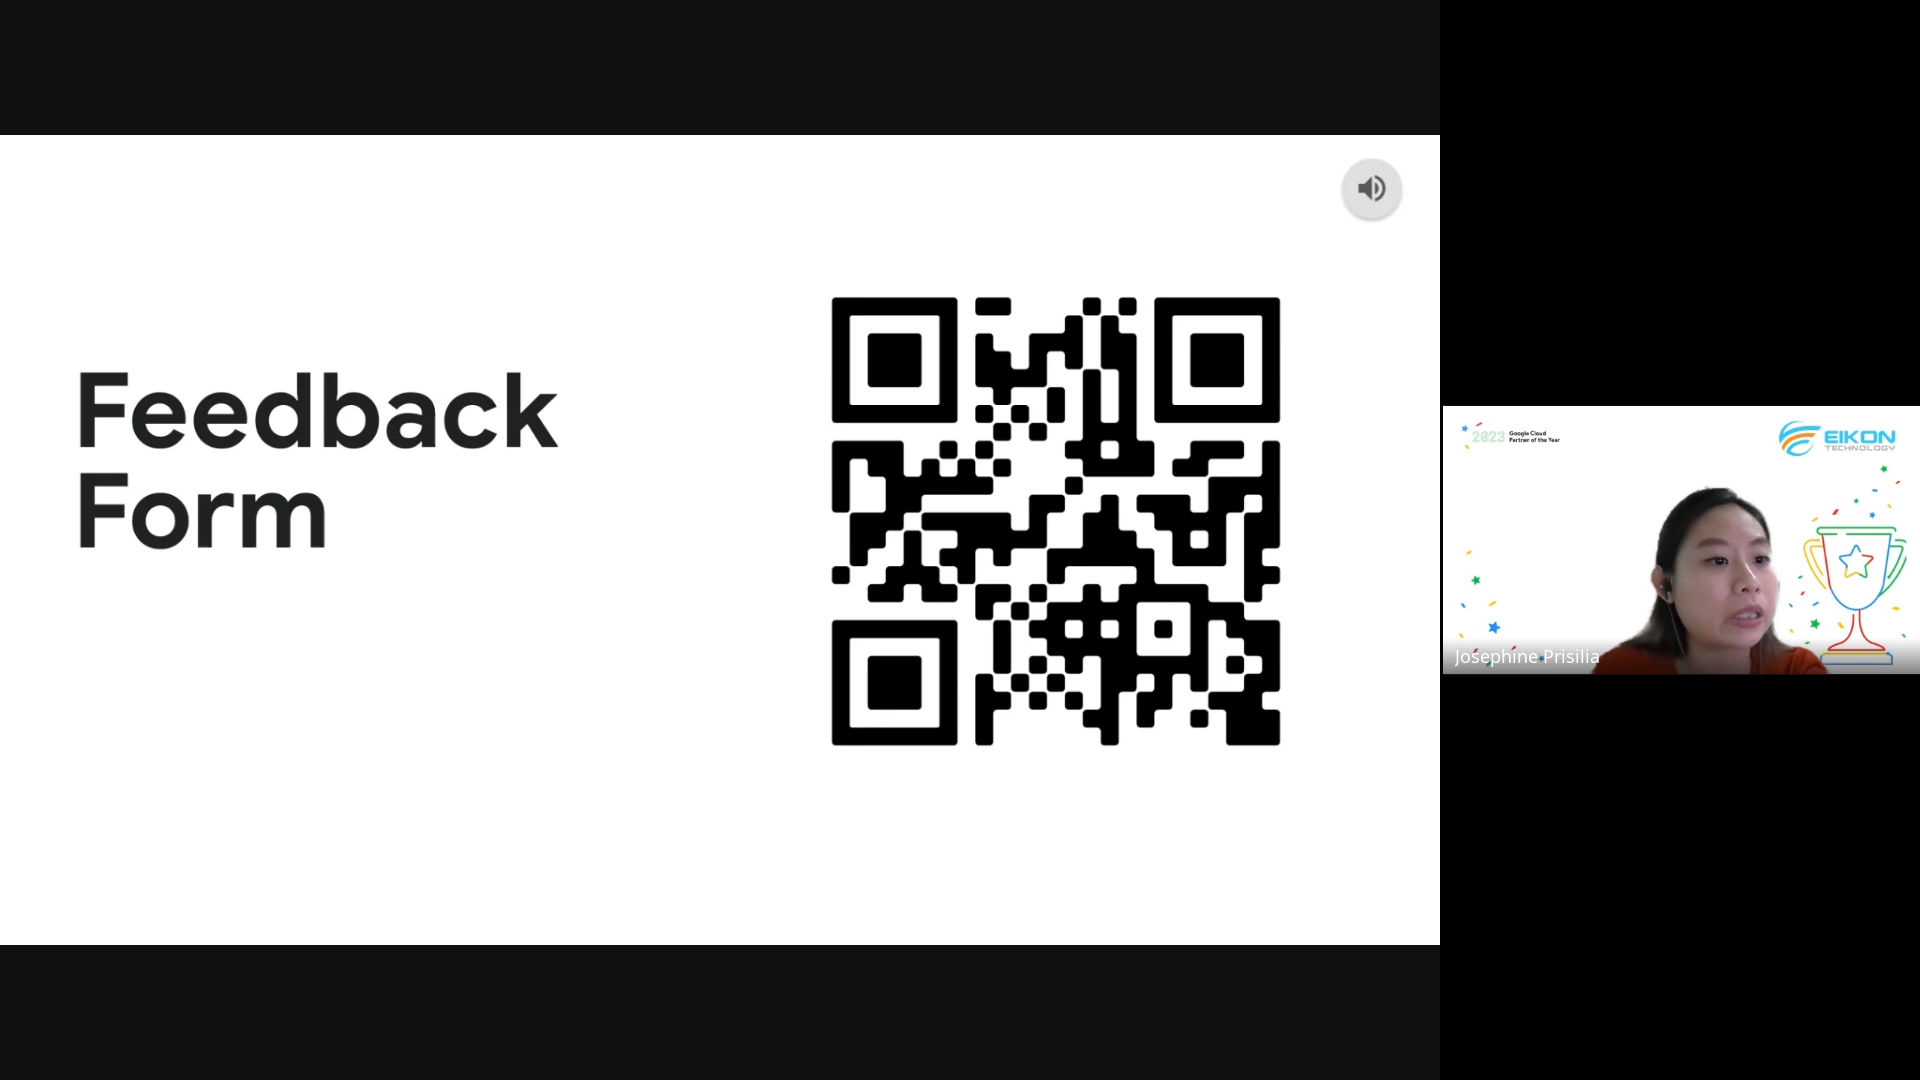 Feedback
Form
2023 Google Cloud
Partner of the Year
EIKON
TECHNOLOGY
Josephine Prisilia